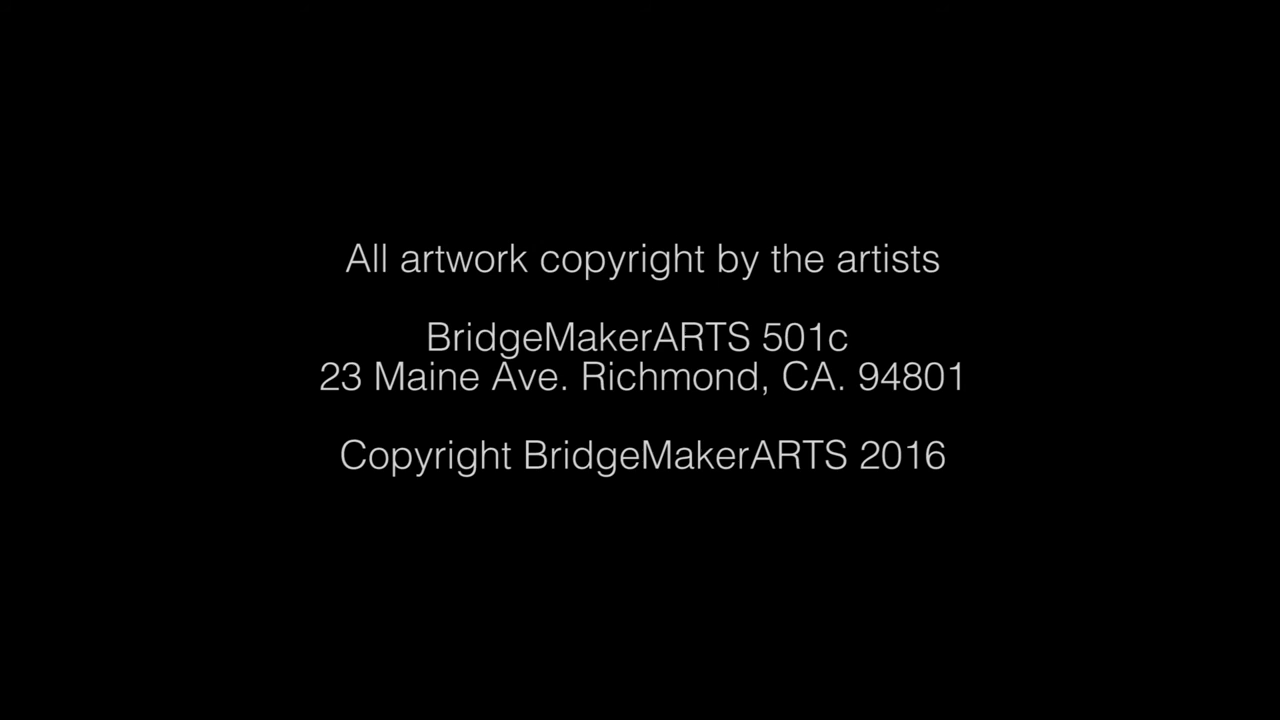 All artwork copyright by the artists
BridgeMakerARTS 501c
23 Maine Ave. Richmond, CA. 94801
Copyright BridgeMakerARTS 2016